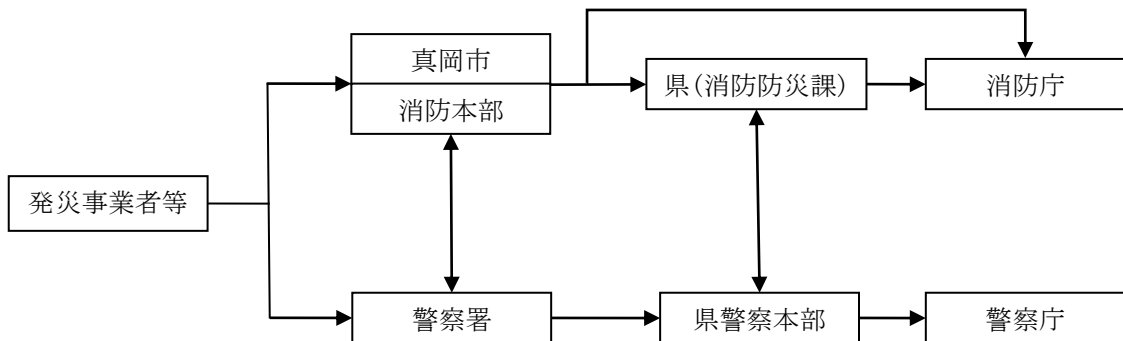 真岡市
消防本部
県(消防防災課)
消防庁
発災事業者等
警察署
県警察本部
警察庁